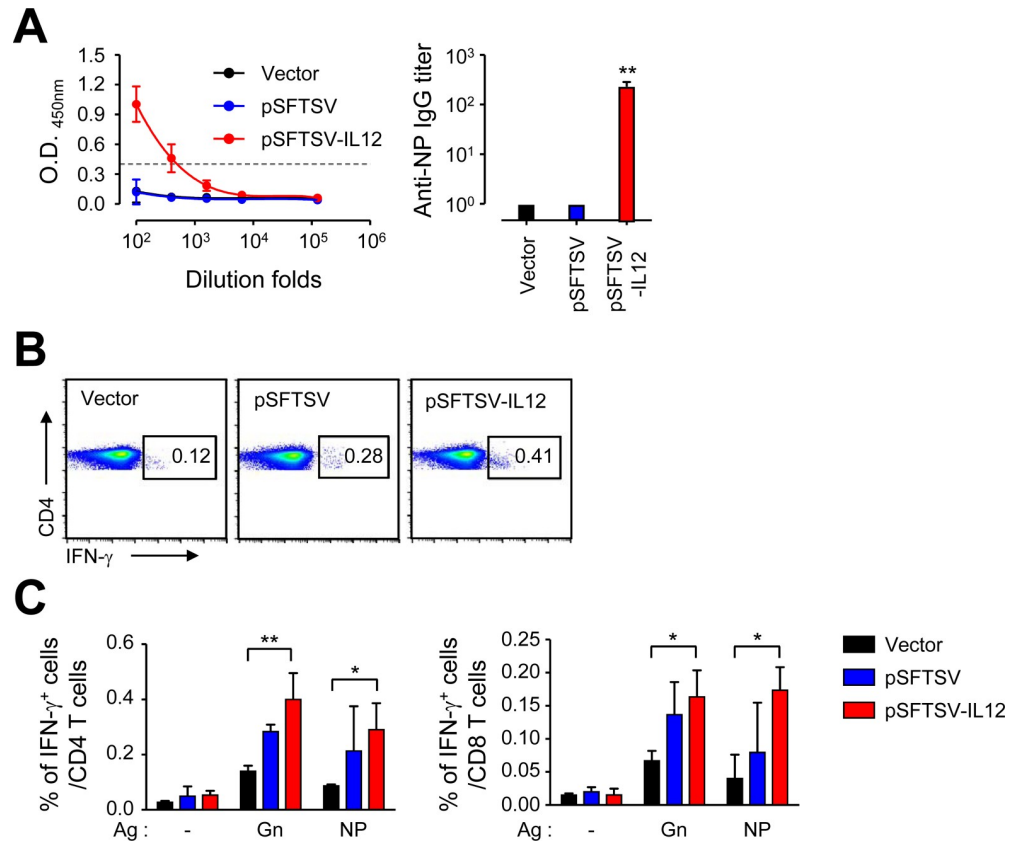 A
O.D. 450nm
1.5
1.2
0.9
0.6
0.3
0.0
Vector
pSFTSV
pSFTSV-IL12
10² 10³ 10⁴ 10⁵ 10⁶
Dilution folds
Anti-NP IgG titer
10³
10²
10¹
10⁰
**
Vector
pSFTSV
pSFTSV
-IL12
B
Vector
0.12
pSFTSV
0.28
pSFTSV-IL12
0.41
CD4
IFN-γ
C
% of IFN-γ⁺ cells
/CD4 T cells
0.6
0.4
0.2
0.0
**
*
Ag : - Gn NP
% of IFN-γ⁺ cells
/CD8 T cells
0.25
0.20
0.15
0.10
0.05
0.00
*
*
Ag : - Gn NP
Vector
pSFTSV
pSFTSV-IL12